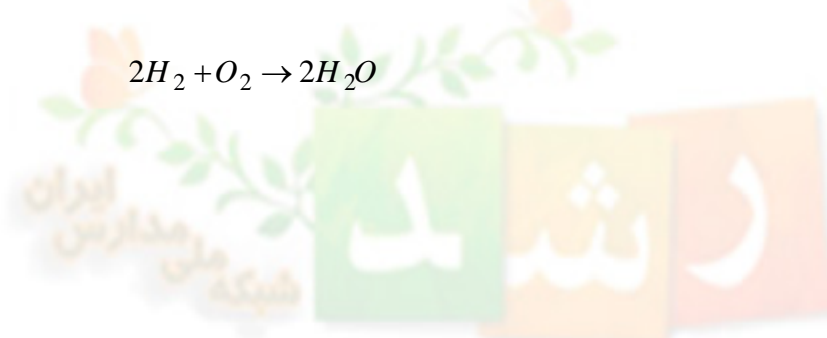 2H₂ + O₂ → 2H₂O
رشد
شبکه ملی مدارس ایران